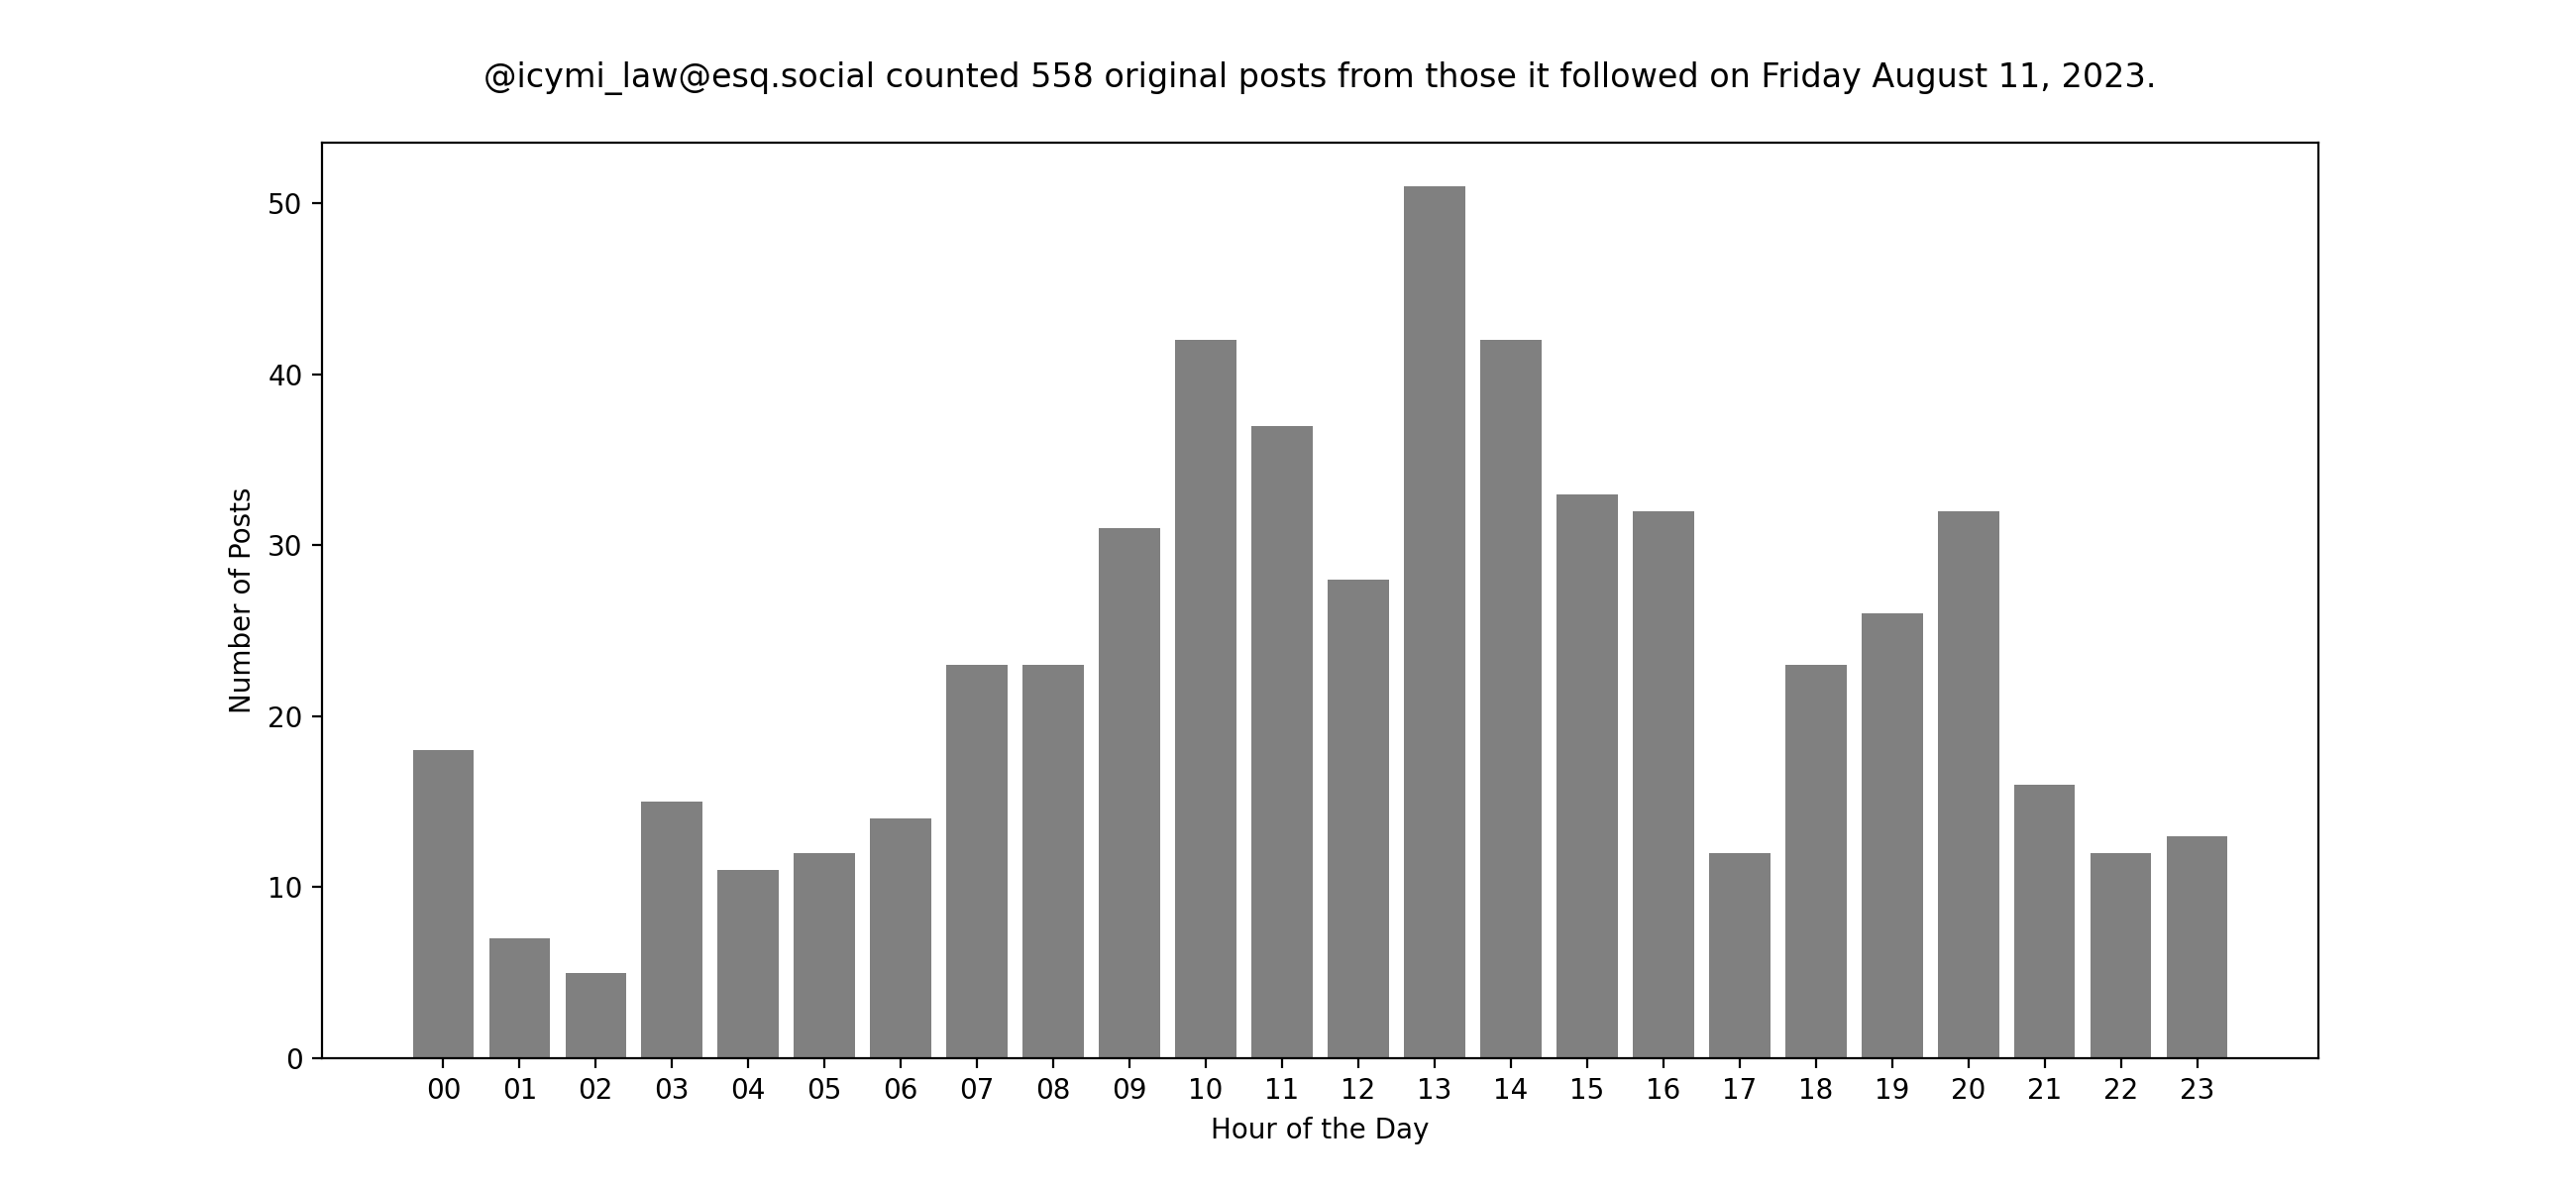 @icymi_law@esq.social counted 558 original posts from those it followed on Friday August 11, 2023.
50
40
30
20
10
0
Number of Posts
00 01 02 03 04 05 06 07 08 09 10 11 12 13 14 15 16 17 18 19 20 21 22 23
Hour of the Day